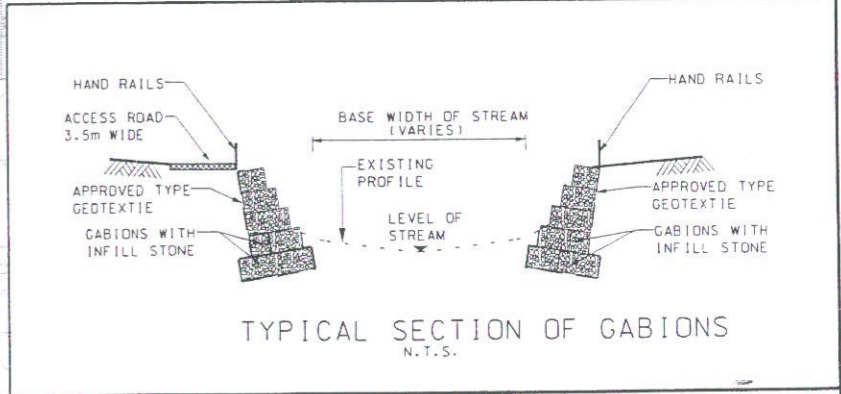 HAND RAILS
ACCESS ROAD
3.5m WIDE
BASE WIDTH OF STREAM
(VARIES)
HAND RAILS
EXISTING
PROFILE
APPROVED TYPE
GEOTEXTIE
LEVEL OF
STREAM
APPROVED TYPE
GEOTEXTIE
GABIONS WITH
INFILL STONE
GABIONS WITH
INFILL STONE
TYPICAL SECTION OF GABIONS
N.T.S.